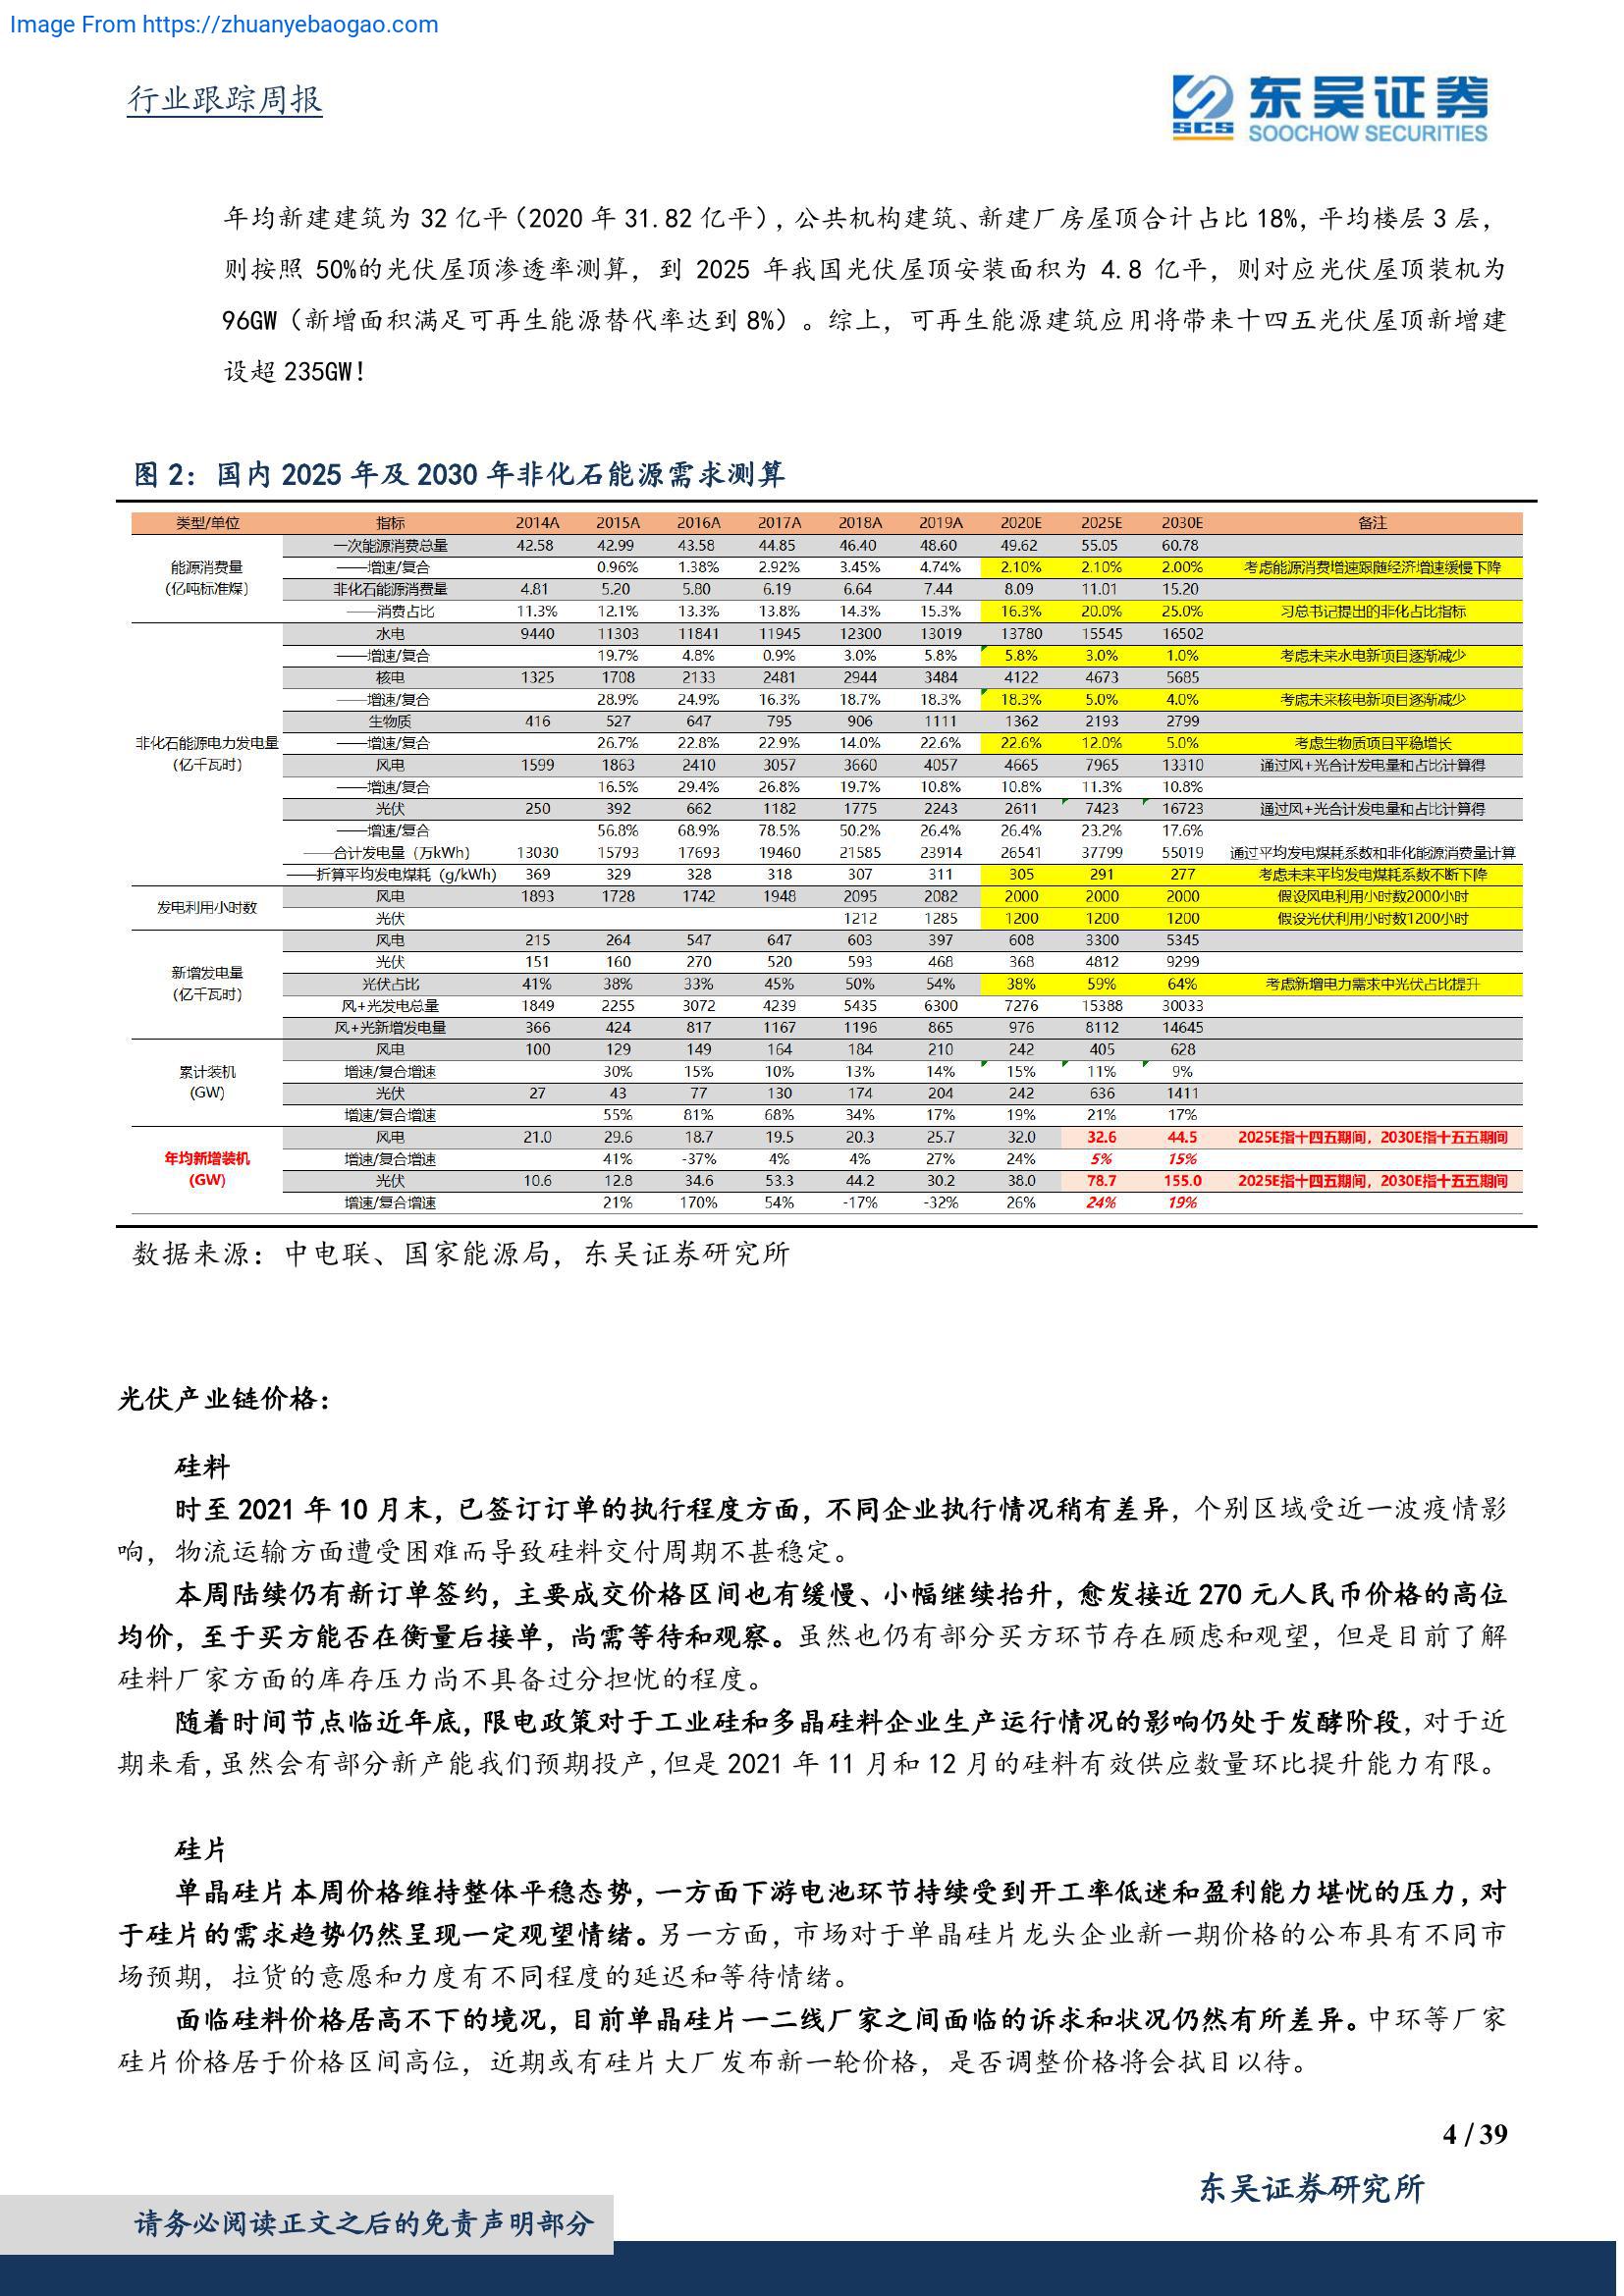 Image From https://zhuanyebaogao.com
行业跟踪周报
东吴证券
SCS
SOOCHOW SECURITIES
年均新建建筑为 32 亿平（2020 年 31.82 亿平），公共机构建筑、新建厂房屋顶合计占比 18%，平均楼层 3 层，
则按照 50%的光伏屋顶渗透率测算，到 2025 年我国光伏屋顶安装面积为 4.8 亿平，则对应光伏屋顶装机为
96GW（新增面积满足可再生能源替代率达到 8%）。综上，可再生能源建筑应用将带来十四五光伏屋顶新增建
设超 235GW！
图 2：国内 2025 年及 2030 年非化石能源需求测算
类型/单位 指标 2014A 2015A 2016A 2017A 2018A 2019A 2020E 2025E 2030E 备注
能源消费量
(亿吨标准煤)
一次能源消费总量 42.58 42.99 43.58 44.85 46.40 48.60 49.62 55.05 60.78
——增速/复合 0.96% 1.38% 2.92% 3.45% 4.74% 2.10% 2.10% 2.00% 考虑能源消费增速跟随经济增速缓慢下降
非化石能源消费量 4.81 5.20 5.80 6.19 6.64 7.44 8.09 11.01 15.20
——消费占比 11.3% 12.1% 13.3% 13.8% 14.3% 15.3% 16.3% 20.0% 25.0% 习总书记提出的非化占比指标
非化石能源电力发电量
(亿千瓦时)
水电 9440 11303 11841 11945 12300 13019 13780 15545 16502
——增速/复合 19.7% 4.8% 0.9% 3.0% 5.8% 5.8% 3.0% 1.0% 考虑未来水电新项目逐渐减少
核电 1325 1708 2133 2481 2944 3484 4122 4673 5685
——增速/复合 28.9% 24.9% 16.3% 18.7% 18.3% 18.3% 5.0% 4.0% 考虑未来核电新项目逐渐减少
生物质 416 527 647 795 906 1111 1362 2193 2799
——增速/复合 26.7% 22.8% 22.9% 14.0% 22.6% 22.6% 12.0% 5.0% 考虑生物质项目平稳增长
风电 1599 1863 2410 3057 3660 4057 4665 7965 13310 通过风+光合计发电量和占比计算得
——增速/复合 16.5% 29.4% 26.8% 19.7% 10.8% 10.8% 11.3% 10.8%
光伏 250 392 662 1182 1775 2243 2611 7423 16723 通过风+光合计发电量和占比计算得
——增速/复合 56.8% 68.9% 78.5% 50.2% 26.4% 26.4% 23.2% 17.6%
——合计发电量（万kWh) 13030 15793 17693 19460 21585 23914 26541 37799 55019 通过平均发电煤耗系数和非化能源消费量计算
——折算平均发电煤耗（g/kWh) 369 329 328 318 307 311 305 291 277 考虑未来平均发电煤耗系数不断下降
发电利用小时数
风电 1893 1728 1742 1948 2095 2082 2000 2000 2000 假设风电利用小时数2000小时
光伏 1212 1285 1200 1200 1200 假设光伏利用小时数1200小时
新增发电量
(亿千瓦时)
风电 215 264 547 647 603 397 608 3300 5345
光伏 151 160 270 520 593 468 368 4812 9299
光伏占比 41% 38% 33% 45% 50% 54% 38% 59% 64% 考虑新增电力需求中光伏占比提升
风+光发电总量 1849 2255 3072 4239 5435 6300 7276 15388 30033
风+光新增发电量 366 424 817 1167 1196 865 976 8112 14645
累计装机
(GW)
风电 100 129 149 164 184 210 242 405 628
增速/复合增速 30% 15% 10% 13% 14% 15% 11% 9%
光伏 27 43 77 130 174 204 242 636 1411
增速/复合增速 55% 81% 68% 34% 17% 19% 21% 17%
年均新增装机
(GW)
风电 21.0 29.6 18.7 19.5 20.3 25.7 32.0 32.6 44.5 2025E指十四五期间，2030E指十五五期间
增速/复合增速 41% -37% 4% 4% 27% 24% 5% 15%
光伏 10.6 12.8 34.6 53.3 44.2 30.2 38.0 78.7 155.0 2025E指十四五期间，2030E指十五五期间
增速/复合增速 21% 170% 54% -17% -32% 26% 24% 19%
数据来源：中电联、国家能源局，东吴证券研究所
光伏产业链价格：
硅料
时至 2021 年 10 月末，已签订订单的执行程度方面，不同企业执行情况稍有差异，个别区域受近一波疫情影
响，物流运输方面遭受困难而导致硅料交付周期不甚稳定。
本周陆续仍有新订单签约，主要成交价格区间也有缓慢、小幅继续抬升，愈发接近 270 元人民币价格的高位
均价，至于买方能否在衡量后接单，尚需等待和观察。虽然也仍有部分买方环节存在顾虑和观望，但是目前了解
硅料厂家方面的库存压力尚不具备过分担忧的程度。
随着时间节点临近年底，限电政策对于工业硅和多晶硅料企业生产运行情况的影响仍处于发酵阶段，对于近
期来看，虽然会有部分新产能我们预期投产，但是 2021 年 11 月和 12 月的硅料有效供应数量环比提升能力有限。
硅片
单晶硅片本周价格维持整体平稳态势，一方面下游电池环节持续受到开工率低迷和盈利能力堪忧的压力，对
于硅片的需求趋势仍然呈现一定观望情绪。另一方面，市场对于单晶硅片龙头企业新一期价格的公布具有不同市
场预期，拉货的意愿和力度有不同程度的延迟和等待情绪。
面临硅料价格居高不下的境况，目前单晶硅片一二线厂家之间面临的诉求和状况仍然有所差异。中环等厂家
硅片价格居于价格区间高位，近期或有硅片大厂发布新一轮价格，是否调整价格将会拭目以待。
4 / 39
东吴证券研究所
请务必阅读正文之后的免责声明部分